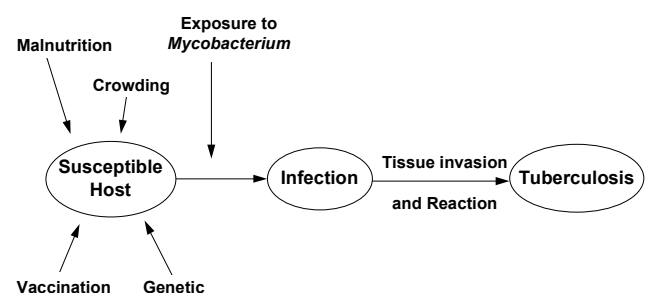 Exposure to
Mycobacterium
Malnutrition
Crowding
Susceptible
Host
Infection
Tissue invasion
and Reaction
Tuberculosis
Vaccination
Genetic